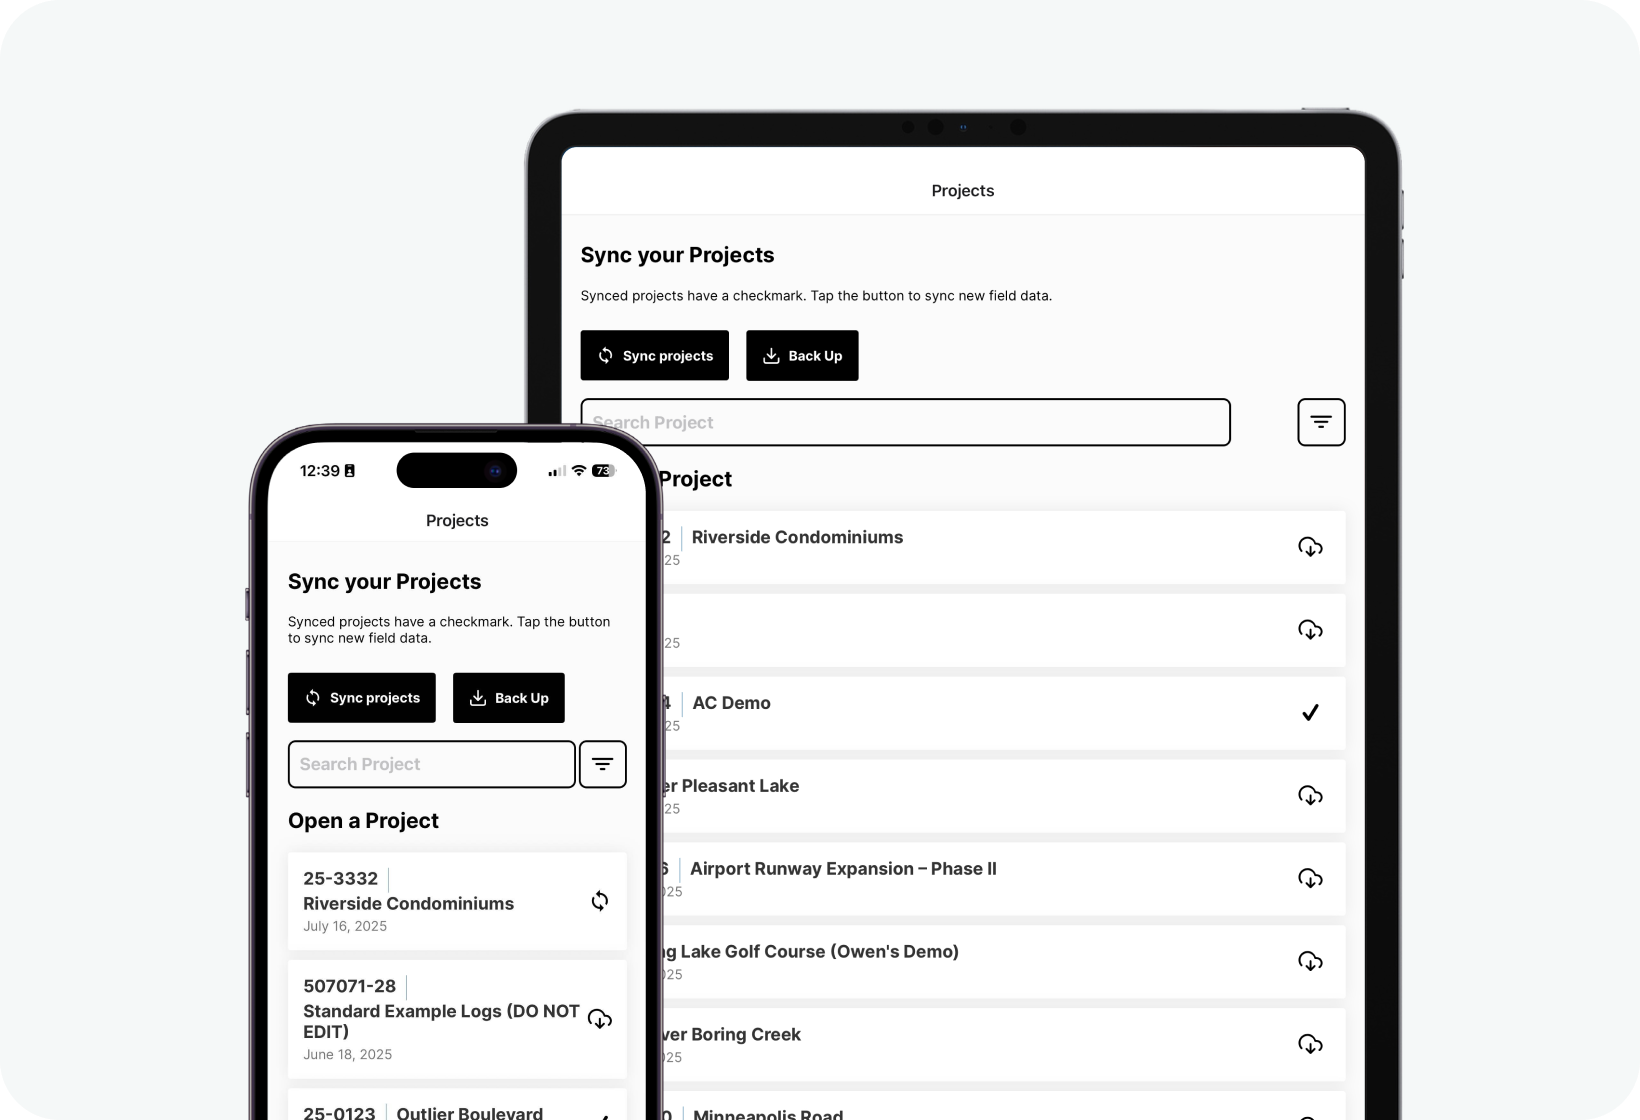 Projects
Sync your Projects
Synced projects have a checkmark. Tap the button to sync new field data.
Sync projects
Back Up
Search Project
Project
2 Riverside Condominiums
25
25
4 AC Demo
25
Pleasant Lake
25
6 Airport Runway Expansion – Phase II
025
Lake Golf Course (Owen's Demo)
025
Boring Creek
025
0 Minneapolis Road
12:39
73
Projects
Sync your Projects
Synced projects have a checkmark. Tap the button
to sync new field data.
Sync projects
Back Up
Search Project
Open a Project
25-3332
Riverside Condominiums
July 16, 2025
507071-28
Standard Example Logs (DO NOT
EDIT)
June 18, 2025
25-0123 Outlier Boulevard